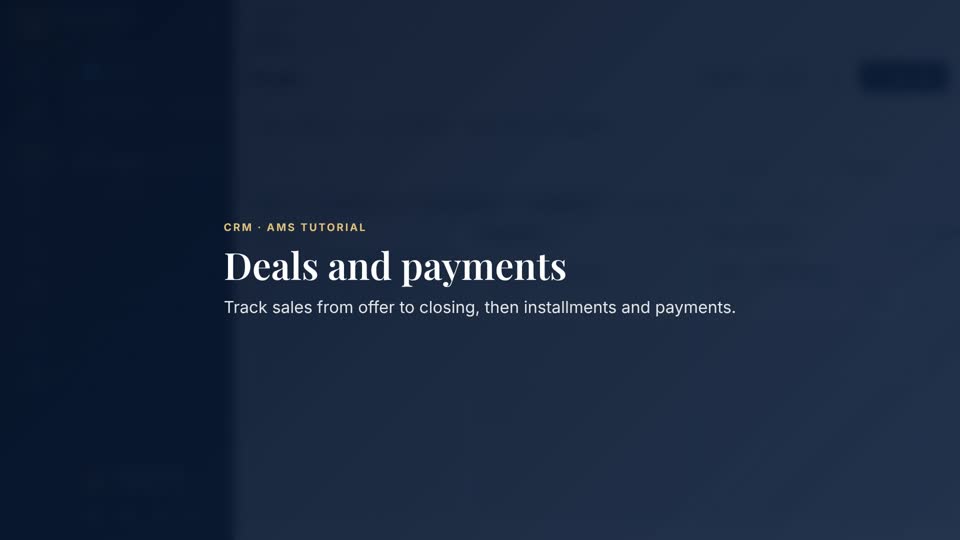 CRM · AMS TUTORIAL
Deals and payments
Track sales from offer to closing, then installments and payments.